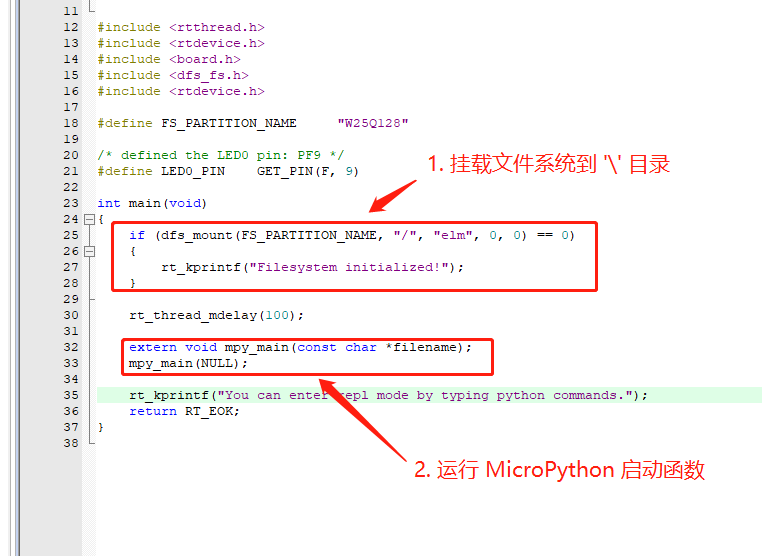 11
12 #include <rtthread.h>
13 #include <rtdevice.h>
14 #include <board.h>
15 #include <dfs_fs.h>
16 #include <rtdevice.h>
17
18 #define FS_PARTITION_NAME     "W25Q128"
19
20 /* defined the LED0 pin: PF9 */
1. 挂载文件系统到 '\' 目录
21 #define LED0_PIN    GET_PIN(F, 9)
22
23 int main(void)
24 {
25     if (dfs_mount(FS_PARTITION_NAME, "/", "elm", 0, 0) == 0)
26     {
27         rt_kprintf("Filesystem initialized!");
28     }
29
30     rt_thread_mdelay(100);
31
32     extern void mpy_main(const char *filename);
33     mpy_main(NULL);
34
35     rt_kprintf("You can enter repl mode by typing python commands.");
36     return RT_EOK;
37 }
38
2. 运行 MicroPython 启动函数